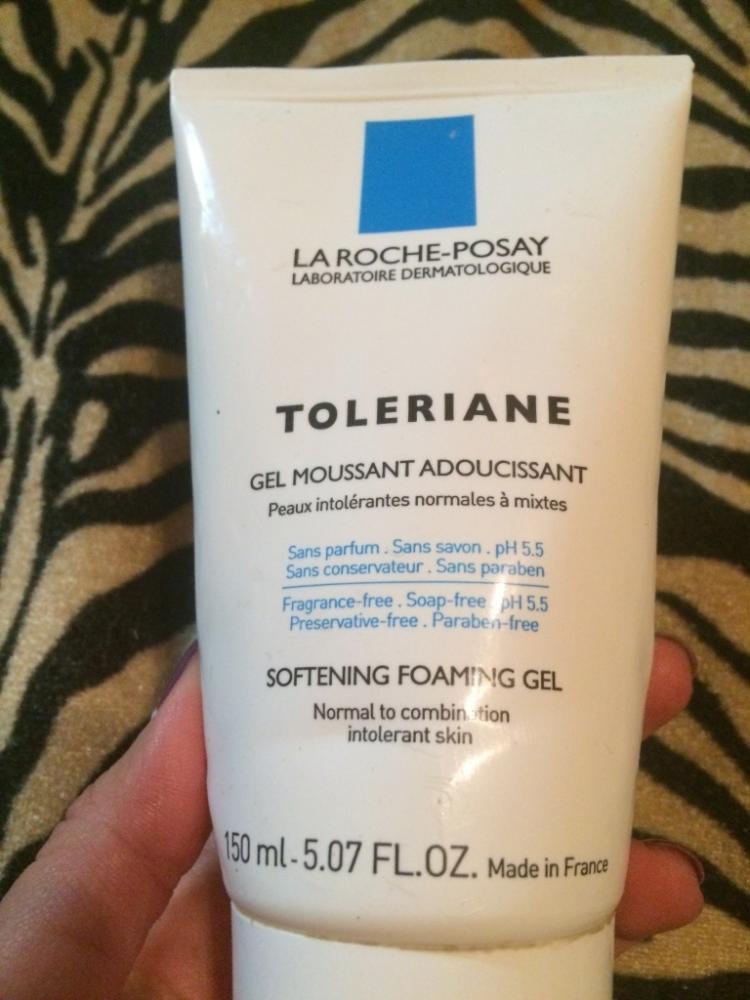 LA ROCHE-POSAY
LABORATOIRE DERMATOLOGIQUE
TOLERIANE
GEL MOUSSANT ADOUCISSANT
Peaux intolérantes normales à mixtes
Sans parfum . Sans savon . pH 5.5
Sans conservateur . Sans paraben
Fragrance-free . Soap-free . pH 5.5
Preservative-free . Paraben-free
SOFTENING FOAMING GEL
Normal to combination
intolerant skin
150 ml - 5.07 FL.OZ. Made in France